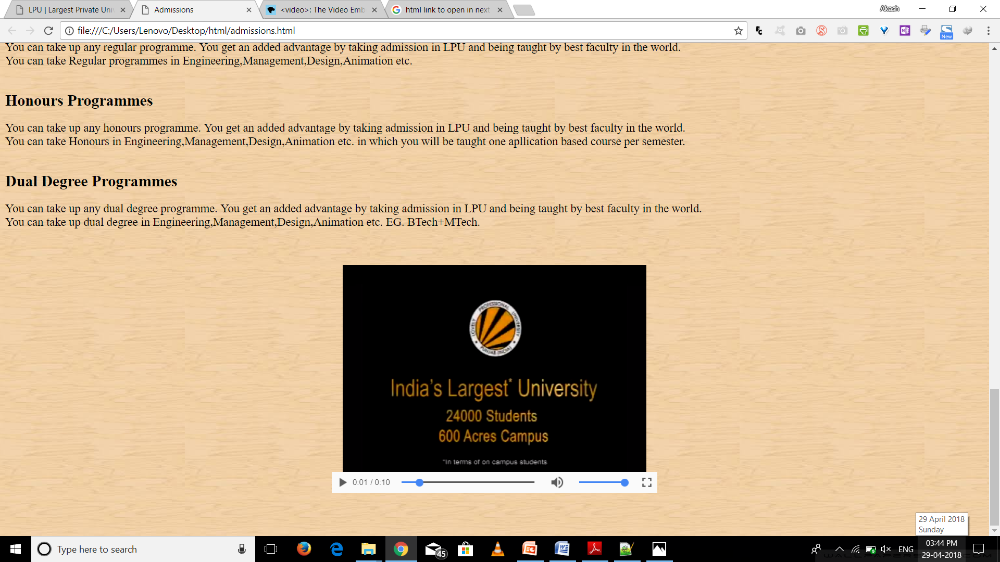 LPU | Largest Private Uni
Admissions
<video>: The Video Emb
html link to open in next
Akash
file:///C:/Users/Lenovo/Desktop/html/admissions.html
New
You can take up any regular programme. You get an added advantage by taking admission in LPU and being taught by best faculty in the world.
You can take Regular programmes in Engineering,Management,Design,Animation etc.
Honours Programmes
You can take up any honours programme. You get an added advantage by taking admission in LPU and being taught by best faculty in the world.
You can take Honours in Engineering,Management,Design,Animation etc. in which you will be taught one apllication based course per semester.
Dual Degree Programmes
You can take up any dual degree programme. You get an added advantage by taking admission in LPU and being taught by best faculty in the world.
You can take up dual degree in Engineering,Management,Design,Animation etc. EG. BTech+MTech.
LOVELY PROFESSIONAL UNIVERSITY
PUNJAB (INDIA)
India's Largest* University
24000 Students
600 Acres Campus
*In terms of on campus students
0:01 / 0:10
29 April 2018
Sunday
Type here to search
45
ENG
03:44 PM
29-04-2018